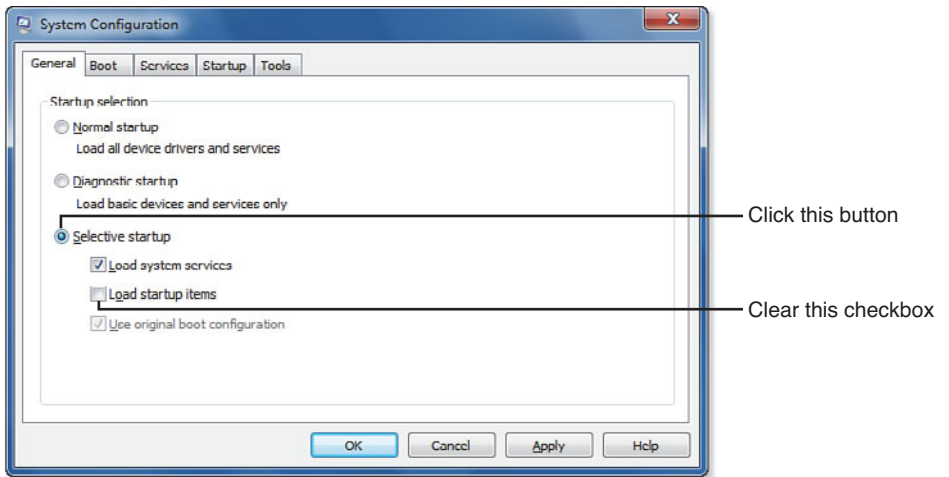 System Configuration
General Boot Services Startup Tools
Startup selection
Normal startup
Load all device drivers and services
Diagnostic startup
Load basic devices and services only
Click this button
Selective startup
Load system services
Load startup items
Clear this checkbox
Use original boot configuration
OK Cancel Apply Help